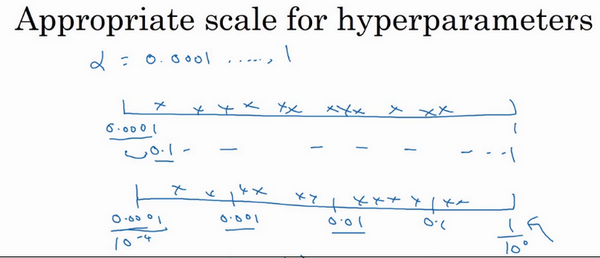 Appropriate scale for hyperparameters
α = 0.0001 ....., 1
0.0001 1
0.1 - - - - - - ... 1
0.0001 0.001 0.01 0.1 1
10⁻⁴ 10⁰